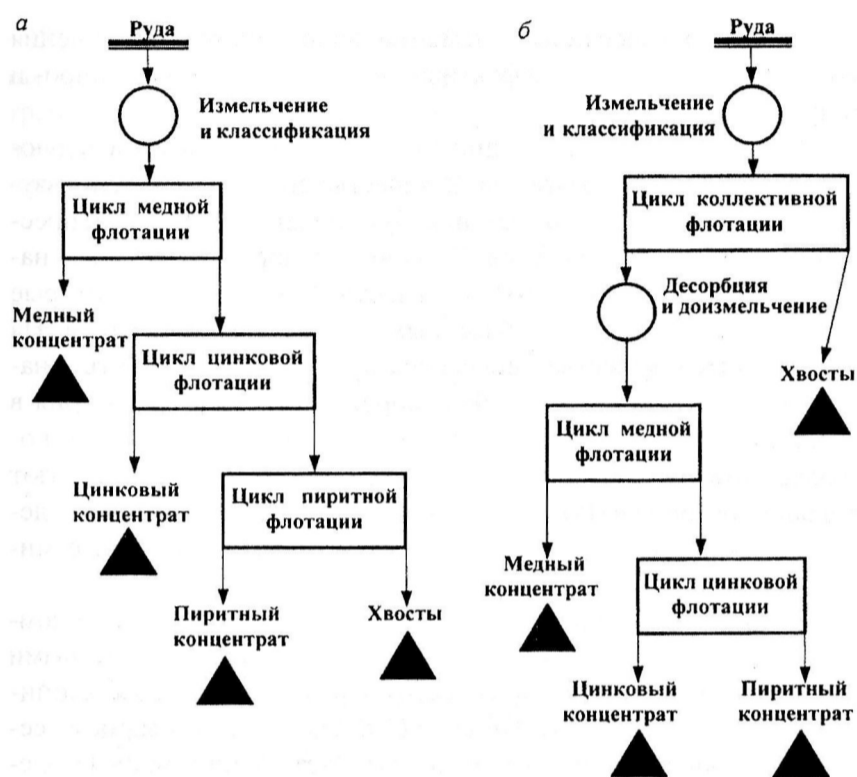 а
Руда
Измельчение
и классификация
Цикл медной
флотации
Медный
концентрат
Цикл цинковой
флотации
Цинковый
концентрат
Цикл пиритной
флотации
Пиритный
концентрат
Хвосты
б
Руда
Измельчение
и классификация
Цикл коллективной
флотации
Десорбция
и доизмельчение
Хвосты
Цикл медной
флотации
Медный
концентрат
Цикл цинковой
флотации
Цинковый
концентрат
Пиритный
концентрат